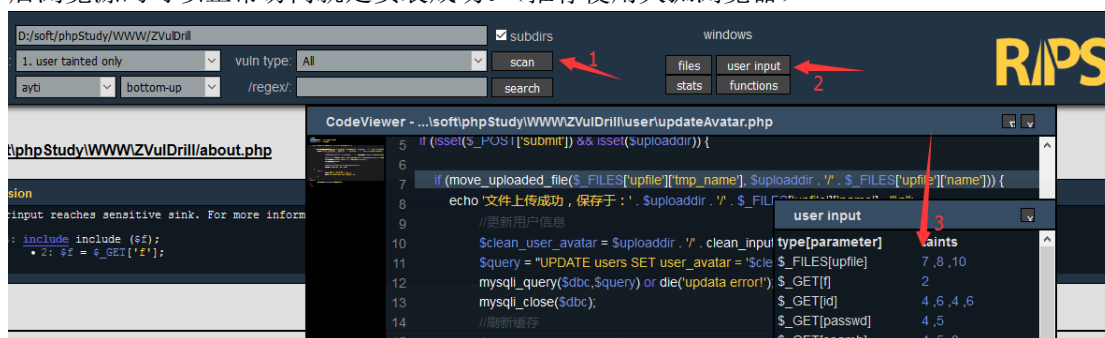 D:/soft/phpStudy/WWW/ZVulDrill subdirs windows
1. user tainted only vuln type: All scan 1 files user input 2
ayti bottom-up /regex/: search stats functions
RIPS
CodeViewer - ...\soft\phpStudy\WWW\ZVulDrill\user\updateAvatar.php
5 if (isset($_POST['submit']) && isset($uploaddir)) {
6
7 if (move_uploaded_file($_FILES['upfile']['tmp_name'], $uploaddir . '/' . $_FILES['upfile']['name'])) {
8 echo '文件上传成功，保存于：' . $uploaddir . '/' . $_FILES
9 //更新用户信息
10 $clean_user_avatar = $uploaddir . '/' . clean_input
11 $query = "UPDATE users SET user_avatar = '$cle
12 mysqli_query($dbc,$query) or die('updata error!');
13 mysqli_close($dbc);
14 //刷新缓存
\phpStudy\WWW\ZVulDrill/about.php
sion
input reaches sensitive sink. For more inform
: include include ($f);
• 2: $f = $_GET['f'];
user input
3
type[parameter] taints
$_FILES[upfile] 7 ,8 ,10
$_GET[f] 2
$_GET[id] 4 ,6 ,4 ,6
$_GET[passwd] 4 ,5